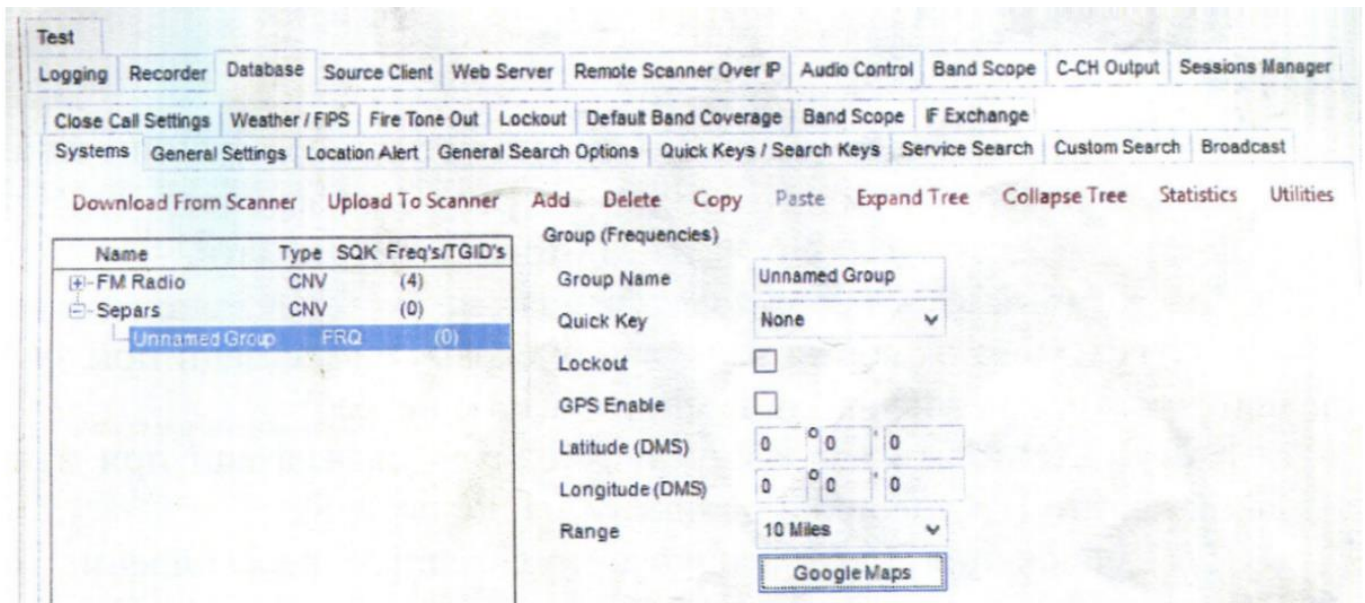 Test
Logging Recorder Database Source Client Web Server Remote Scanner Over IP Audio Control Band Scope C-CH Output Sessions Manager
Close Call Settings Weather / FIPS Fire Tone Out Lockout Default Band Coverage Band Scope IF Exchange
Systems General Settings Location Alert General Search Options Quick Keys / Search Keys Service Search Custom Search Broadcast
Download From Scanner Upload To Scanner Add Delete Copy Paste Expand Tree Collapse Tree Statistics Utilities
Name Type SQK Freq's/TGID's
FM Radio CNV (4)
Separs CNV (0)
Unnamed Group FRQ (0)
Group (Frequencies)
Group Name Unnamed Group
Quick Key None
Lockout
GPS Enable
Latitude (DMS) 0 ° 0 ' 0
Longitude (DMS) 0 ° 0 ' 0
Range 10 Miles
Google Maps